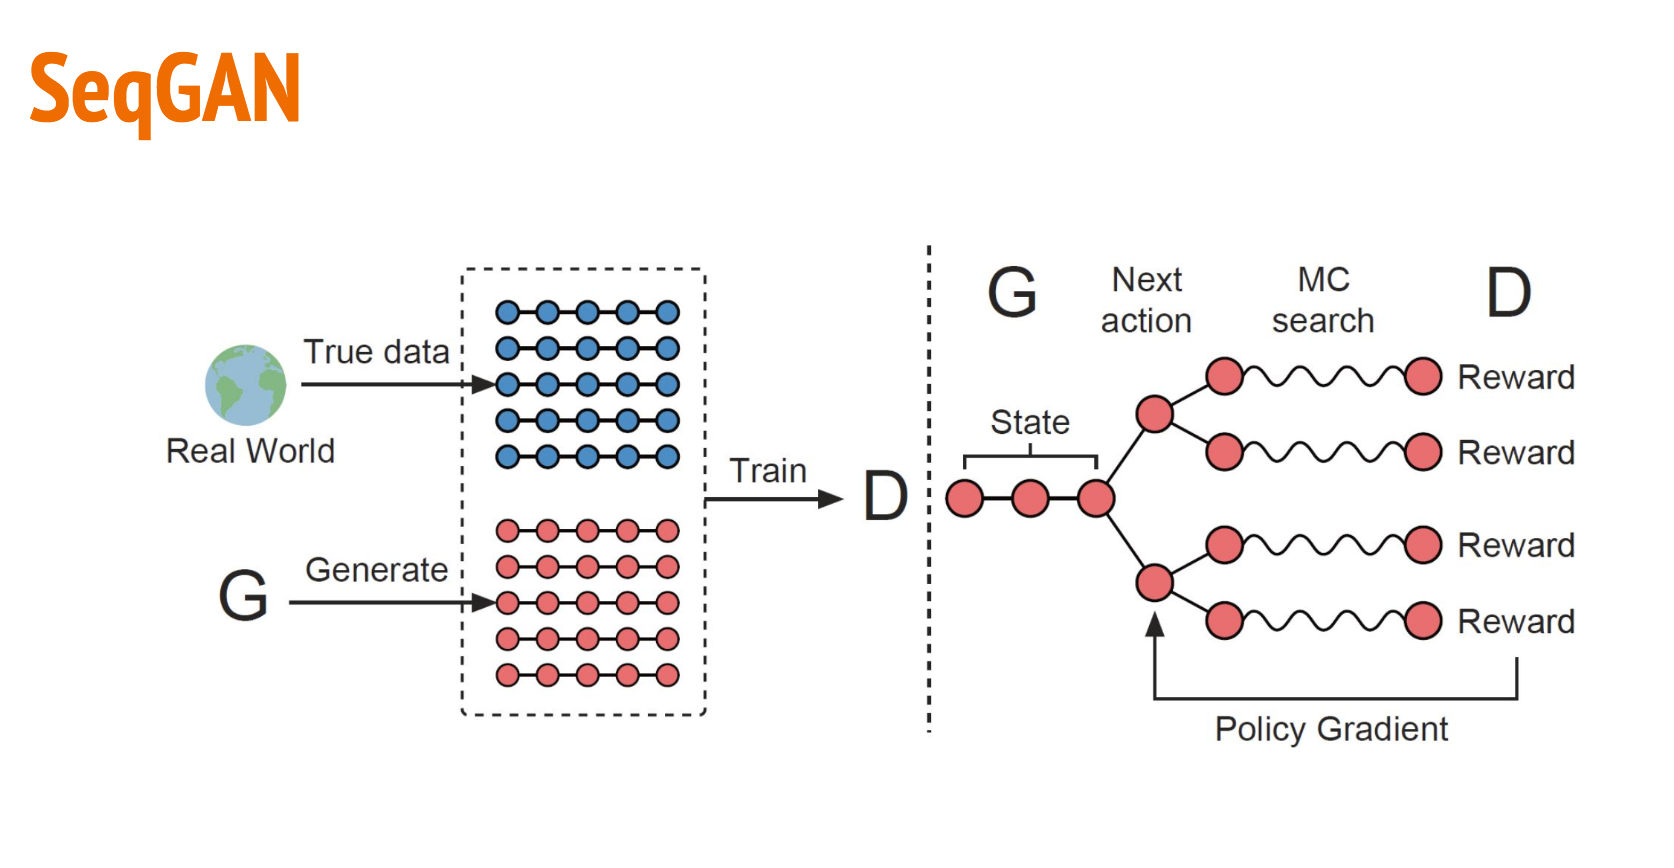 SeqGAN
True data
Real World
G
Generate
Train
D
G
Next
action
MC
search
D
State
Reward
Reward
Reward
Reward
Policy Gradient